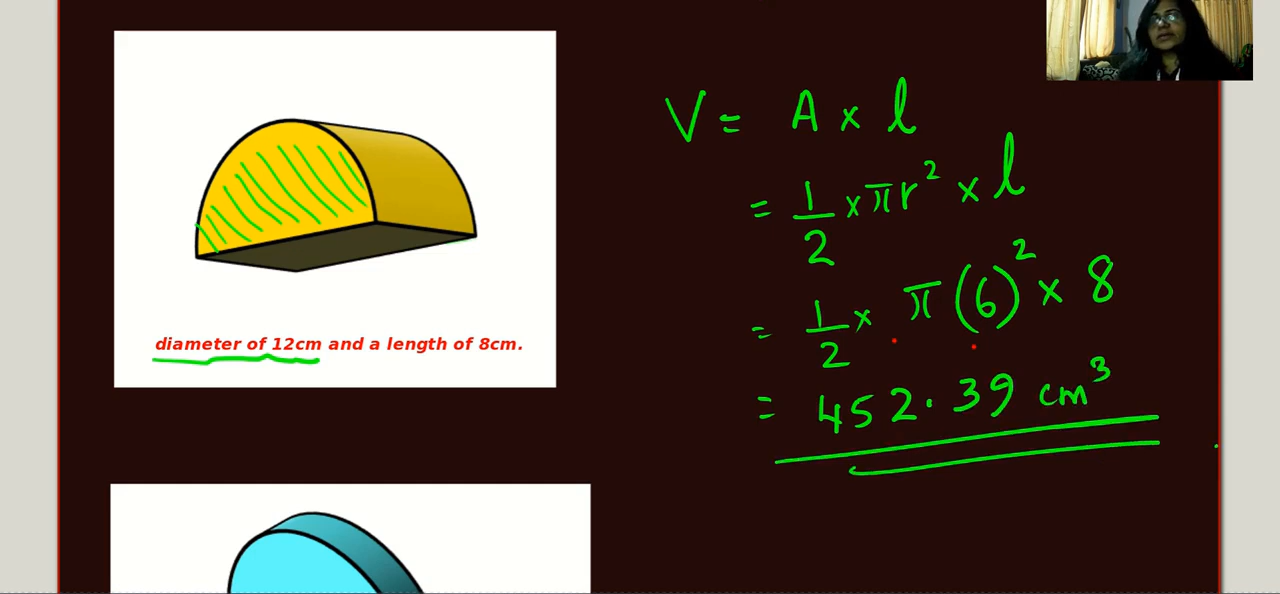 V = A × l
= 1/2 × πr² × l
= 1/2 × π(6)² × 8
= 452.39 cm³
diameter of 12cm and a length of 8cm.